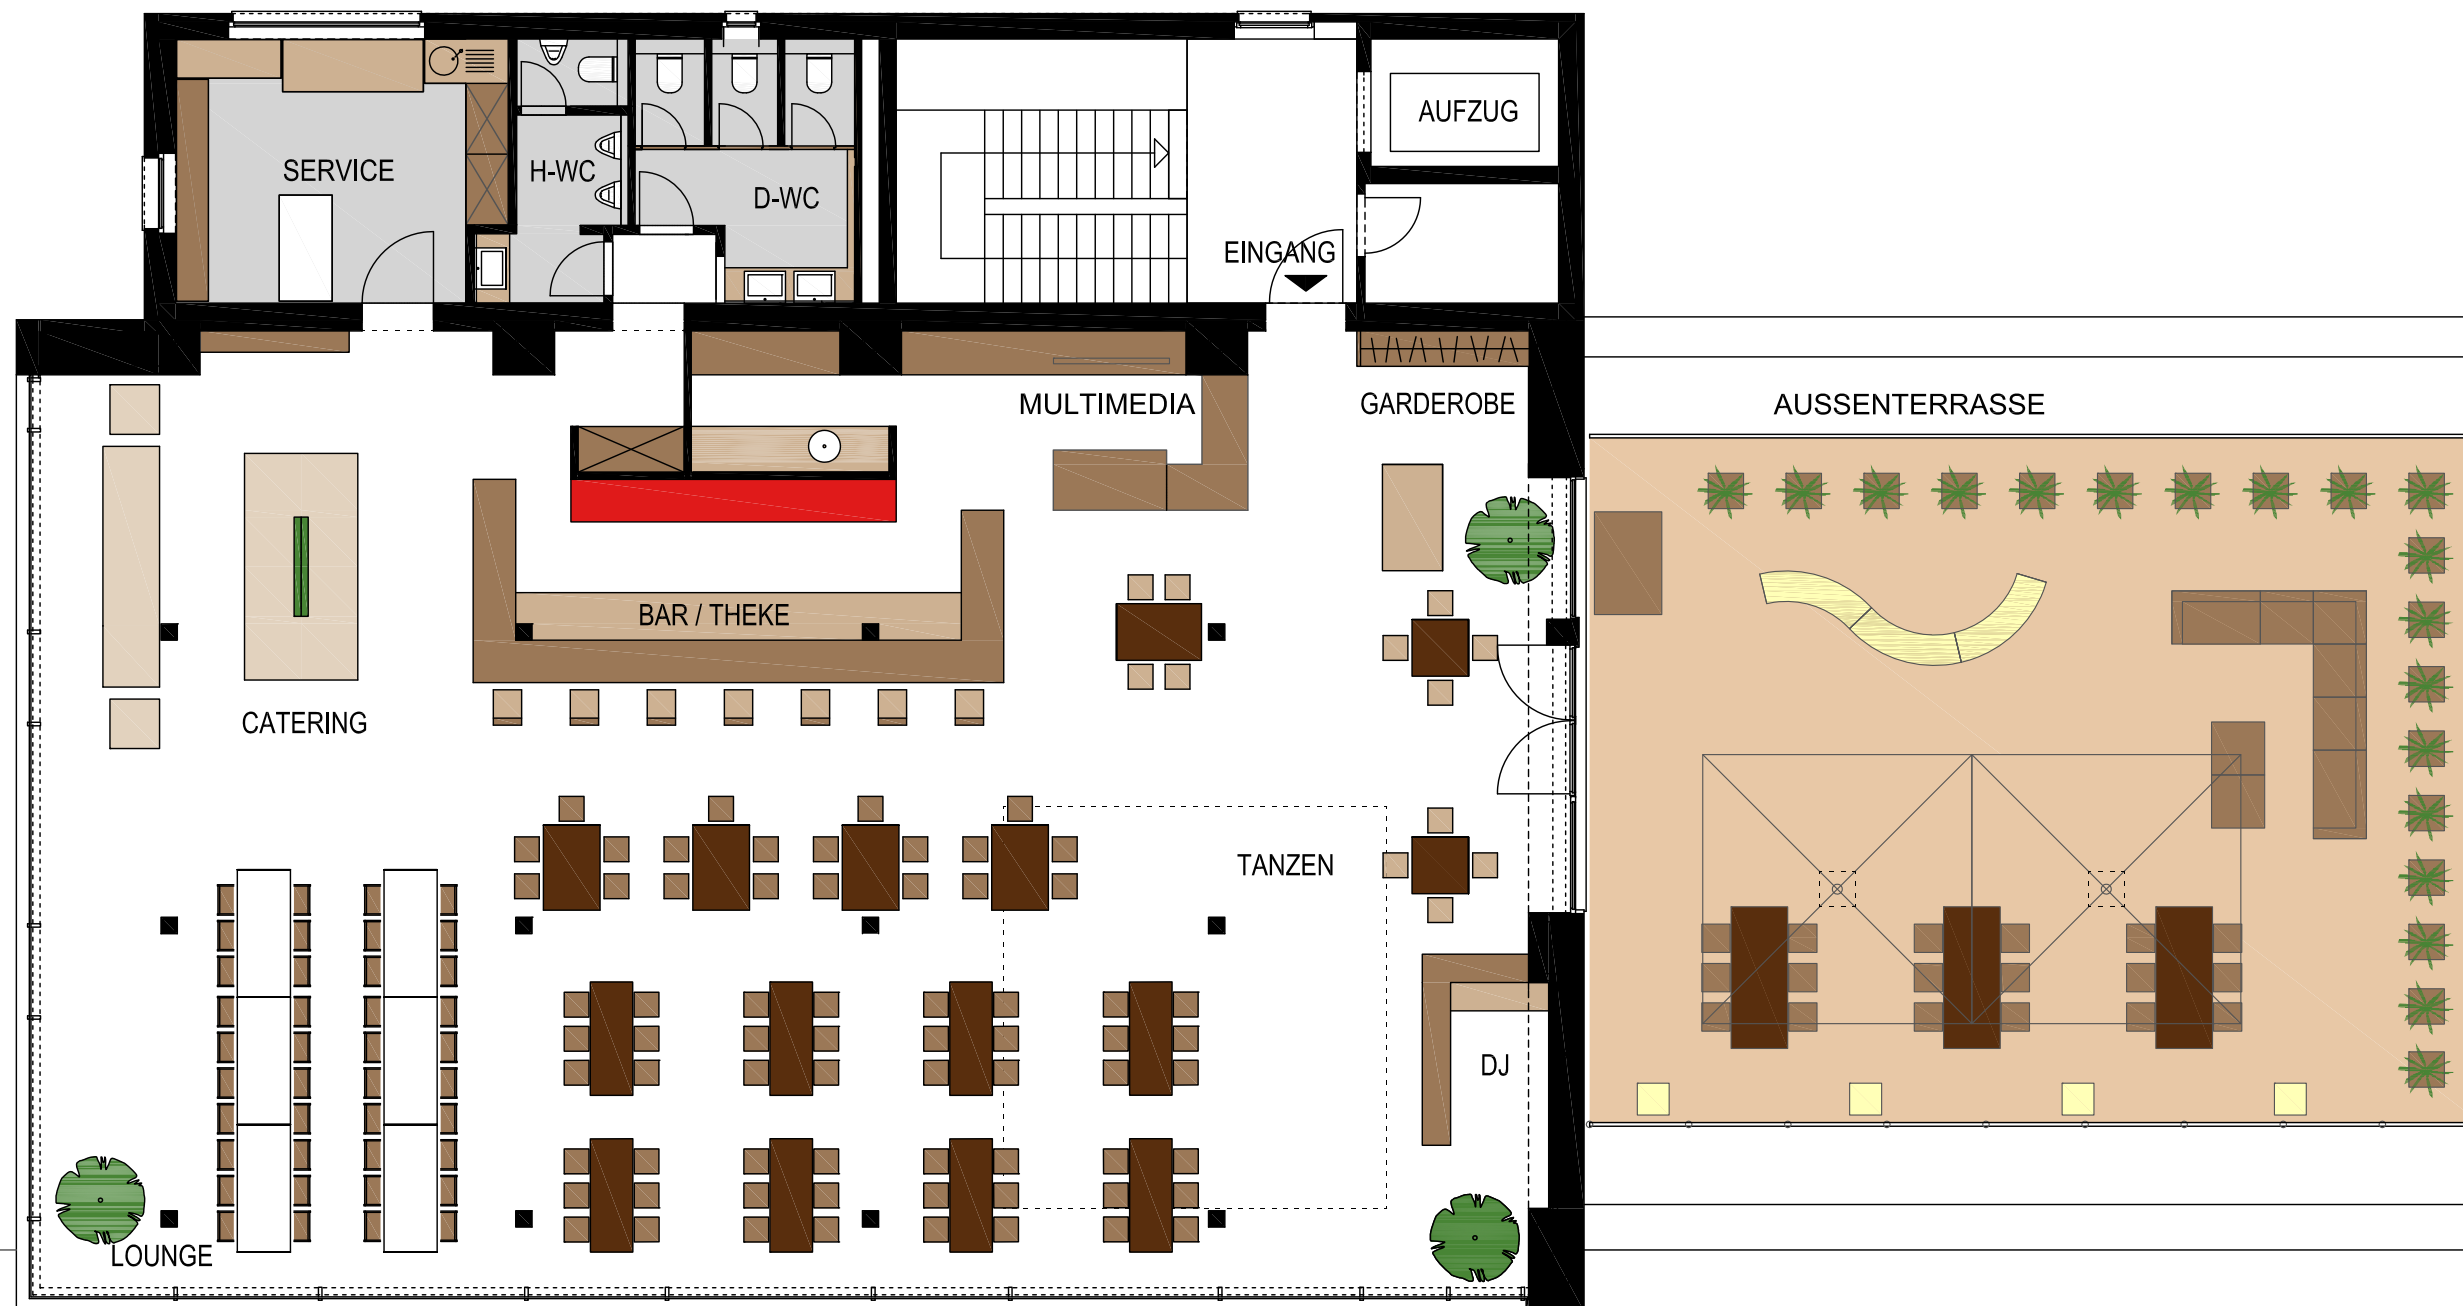 AUFZUG
SERVICE
H-WC
D-WC
EINGANG
MULTIMEDIA
GARDEROBE
AUSSENTERRASSE
BAR / THEKE
CATERING
TANZEN
DJ
LOUNGE